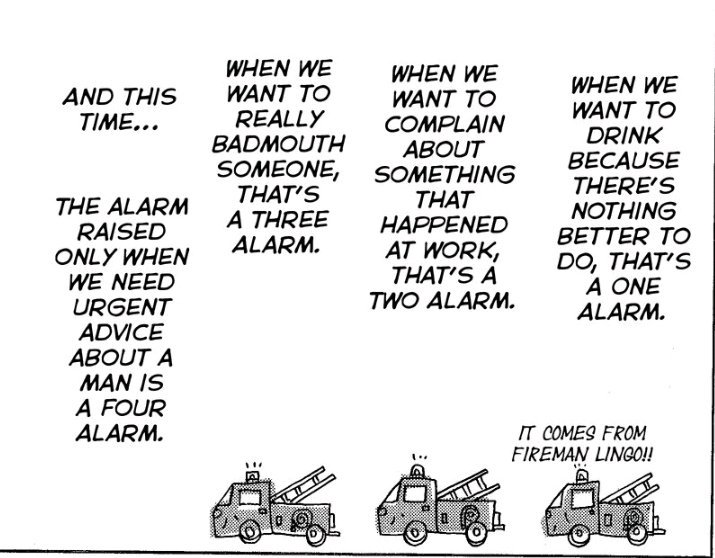 WHEN WE
WANT TO
DRINK
BECAUSE
THERE'S
NOTHING
BETTER TO
DO, THAT'S
A ONE
ALARM.
IT COMES FROM
FIREMAN LINGO!!
WHEN WE
WANT TO
COMPLAIN
ABOUT
SOMETHING
THAT
HAPPENED
AT WORK,
THAT'S A
TWO ALARM.
WHEN WE
WANT TO
REALLY
BADMOUTH
SOMEONE,
THAT'S
A THREE
ALARM.
AND THIS
TIME...
THE ALARM
RAISED
ONLY WHEN
WE NEED
URGENT
ADVICE
ABOUT A
MAN IS
A FOUR
ALARM.